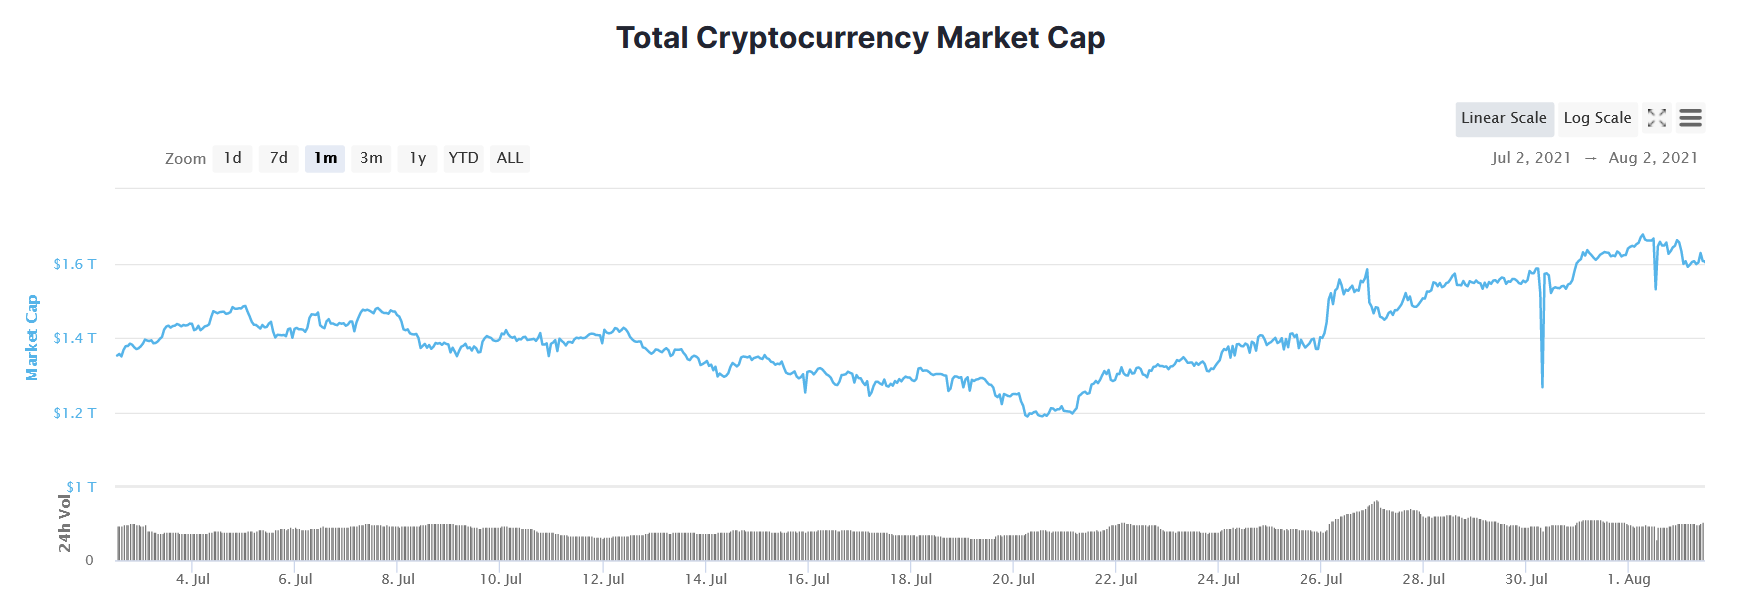 Total Cryptocurrency Market Cap
Linear Scale Log Scale
Zoom 1d 7d 1m 3m 1y YTD ALL
Jul 2, 2021 → Aug 2, 2021
Market Cap
$1.6 T
$1.4 T
$1.2 T
$1 T
24h Vol
0
4. Jul 6. Jul 8. Jul 10. Jul 12. Jul 14. Jul 16. Jul 18. Jul 20. Jul 22. Jul 24. Jul 26. Jul 28. Jul 30. Jul 1. Aug